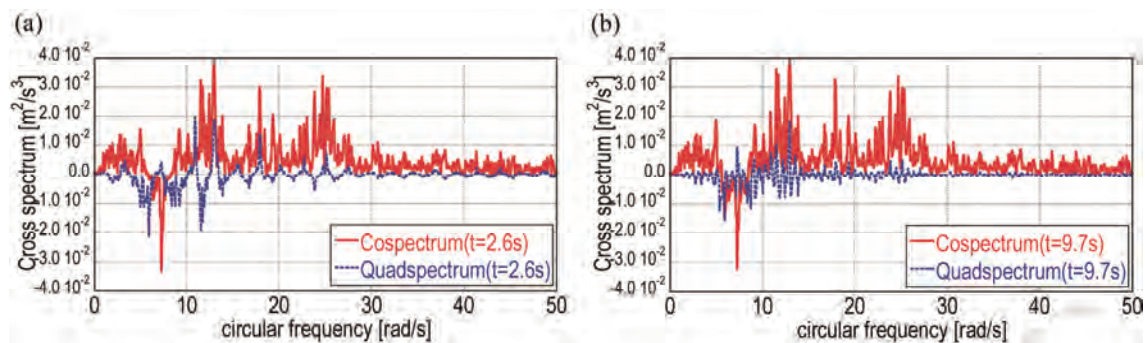 (a)
Cross spectrum [m²/s³]
4.0 10⁻²
3.0 10⁻²
2.0 10⁻²
1.0 10⁻²
0.0
-1.0 10⁻²
-2.0 10⁻²
-3.0 10⁻²
-4.0 10⁻²
Cospectrum(t=2.6s)
Quadspectrum(t=2.6s)
0 10 20 30 40 50
circular frequency [rad/s]
(b)
Cross spectrum [m²/s³]
4.0 10⁻²
3.0 10⁻²
2.0 10⁻²
1.0 10⁻²
0.0
-1.0 10⁻²
-2.0 10⁻²
-3.0 10⁻²
-4.0 10⁻²
Cospectrum(t=9.7s)
Quadspectrum(t=9.7s)
0 10 20 30 40 50
circular frequency [rad/s]